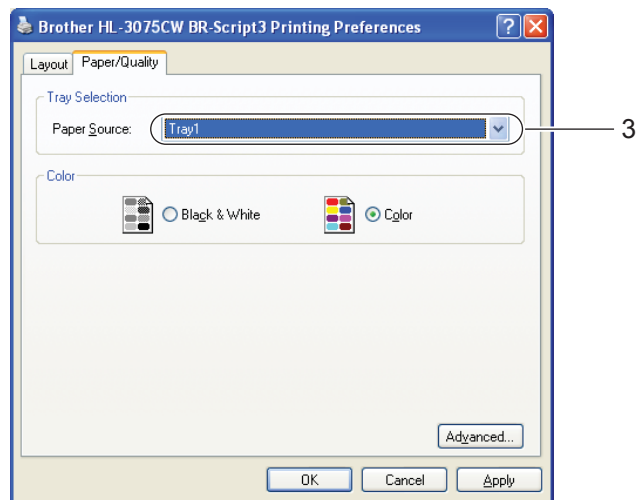 Brother HL-3075CW BR-Script3 Printing Preferences
Layout Paper/Quality
Tray Selection
Paper Source: Tray1 3
Color
Black & White Color
Advanced...
OK Cancel Apply